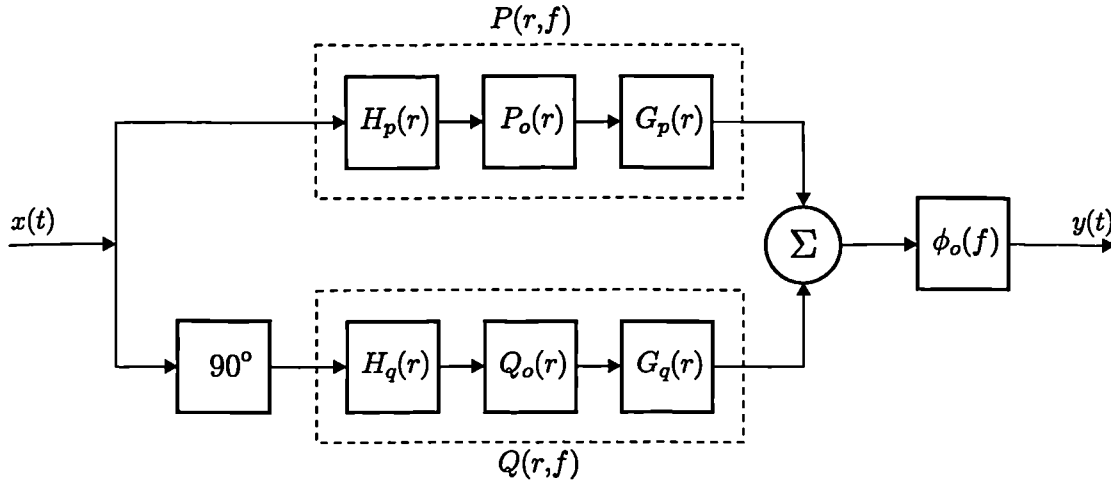 P(r,f)
H_p(r) P_o(r) G_p(r)
x(t)
Σ
ϕ_o(f)
y(t)
90°
H_q(r) Q_o(r) G_q(r)
Q(r,f)